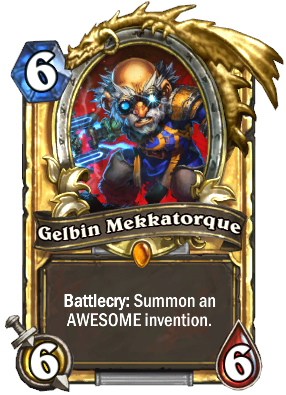 6
Gelbin Mekkatorque
Battlecry: Summon an
AWESOME invention.
6 6